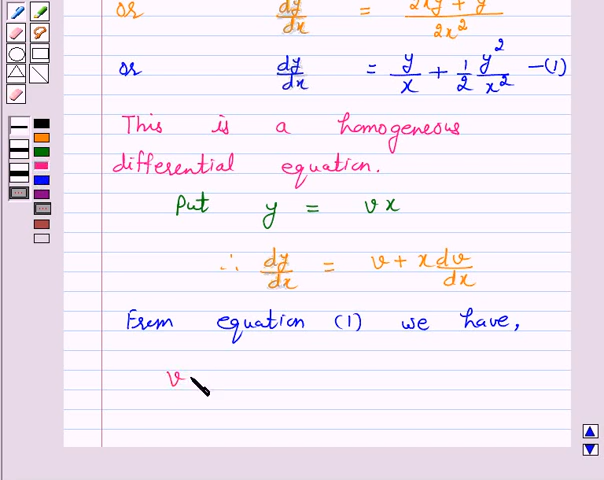 or dy/dx = 2xy + y / 2x²
or dy/dx = y/x + 1/2 y²/x² —(1)
This is a homogeneous
differential equation.
Put y = vx
∴ dy/dx = v + x dv/dx
From equation (1) we have,
v